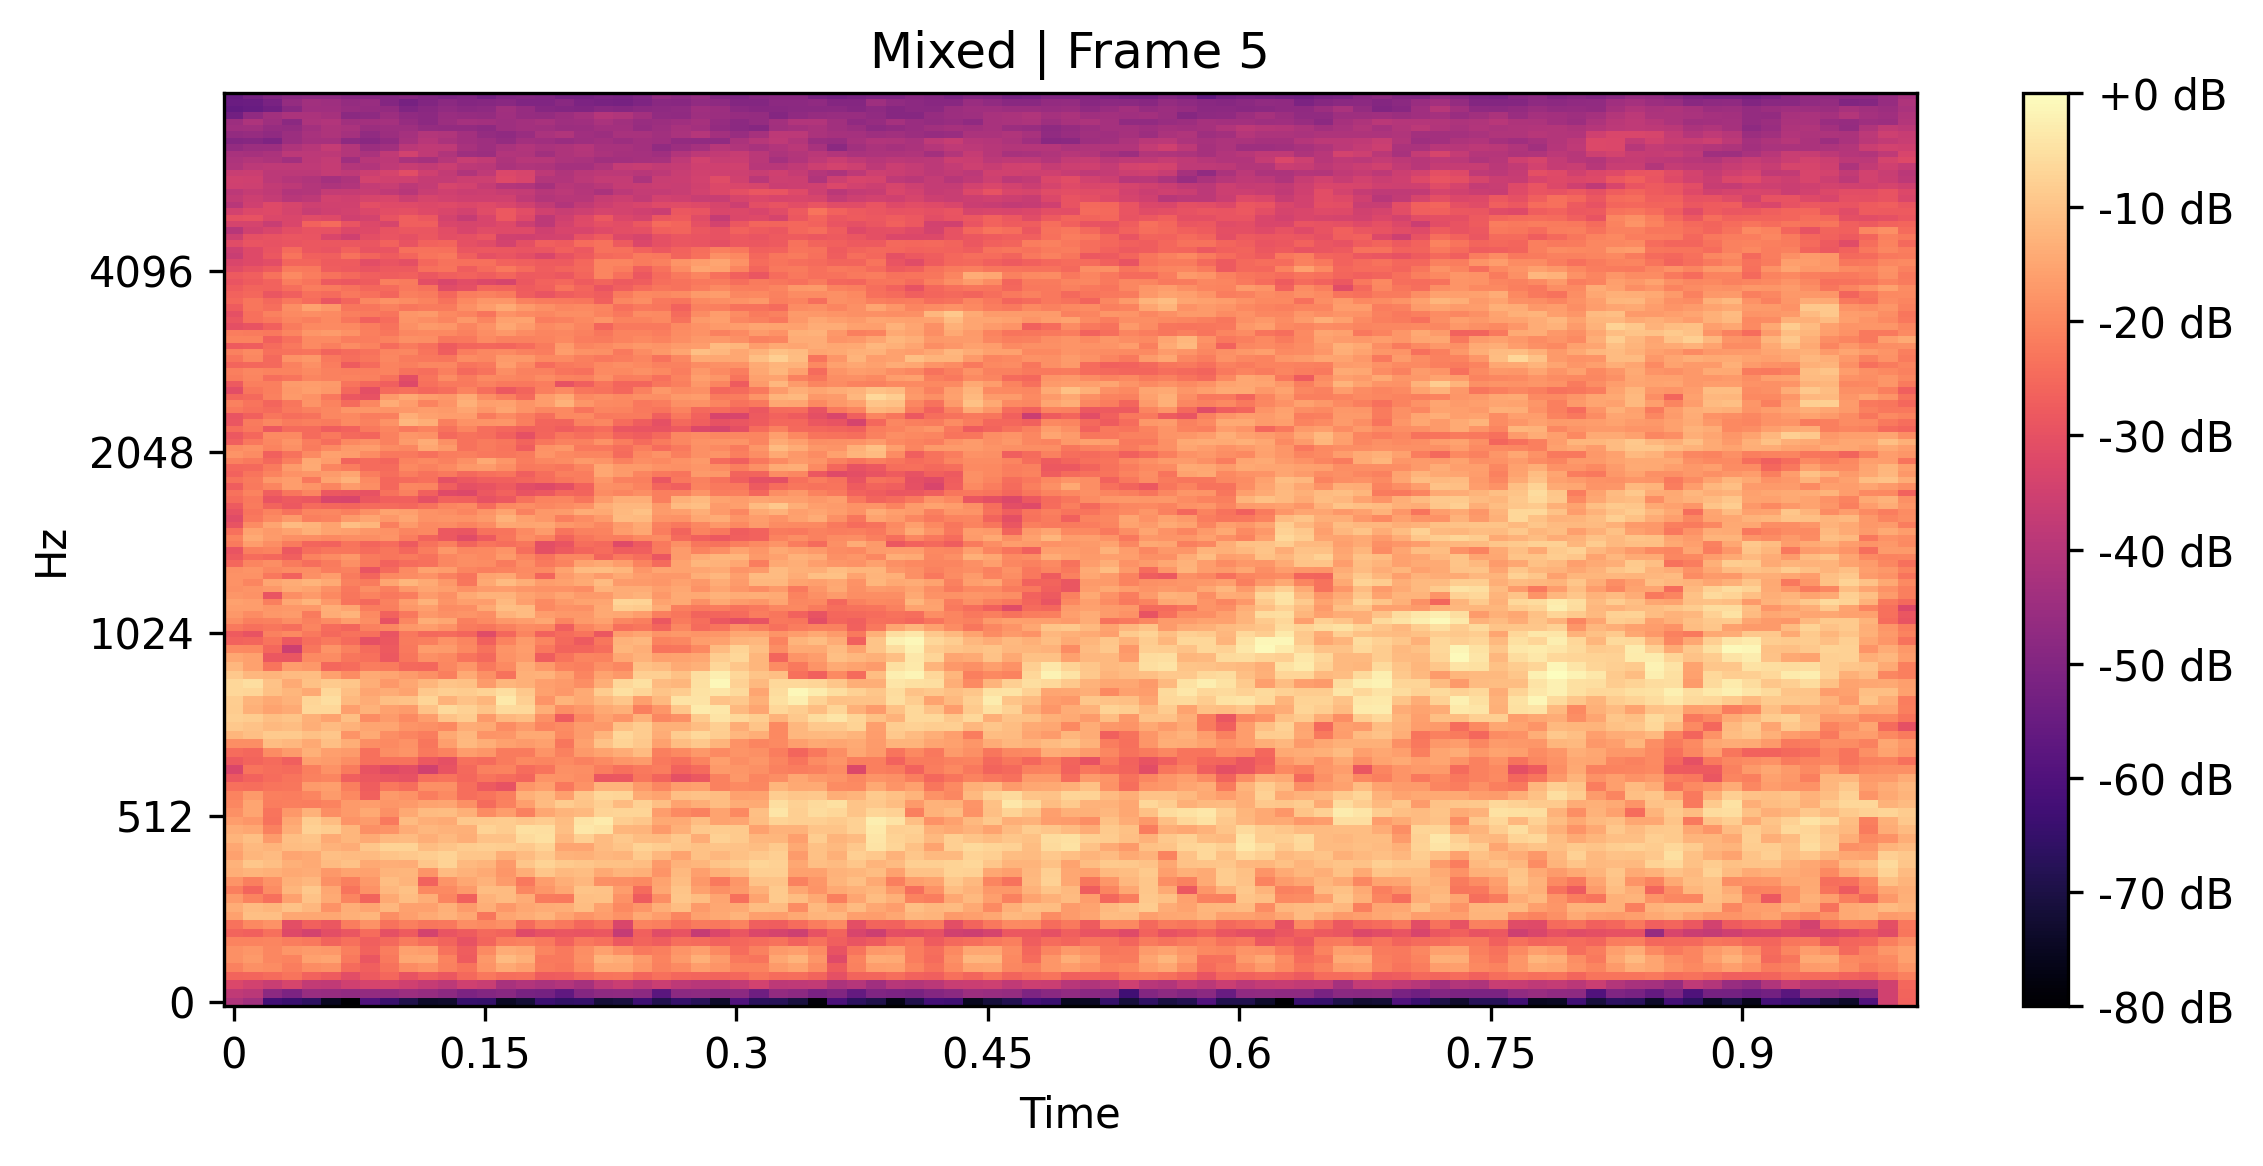 Mixed | Frame 5
+0 dB
-10 dB
-20 dB
-30 dB
-40 dB
-50 dB
-60 dB
-70 dB
-80 dB
4096
2048
1024
512
0
Hz
0 0.15 0.3 0.45 0.6 0.75 0.9
Time